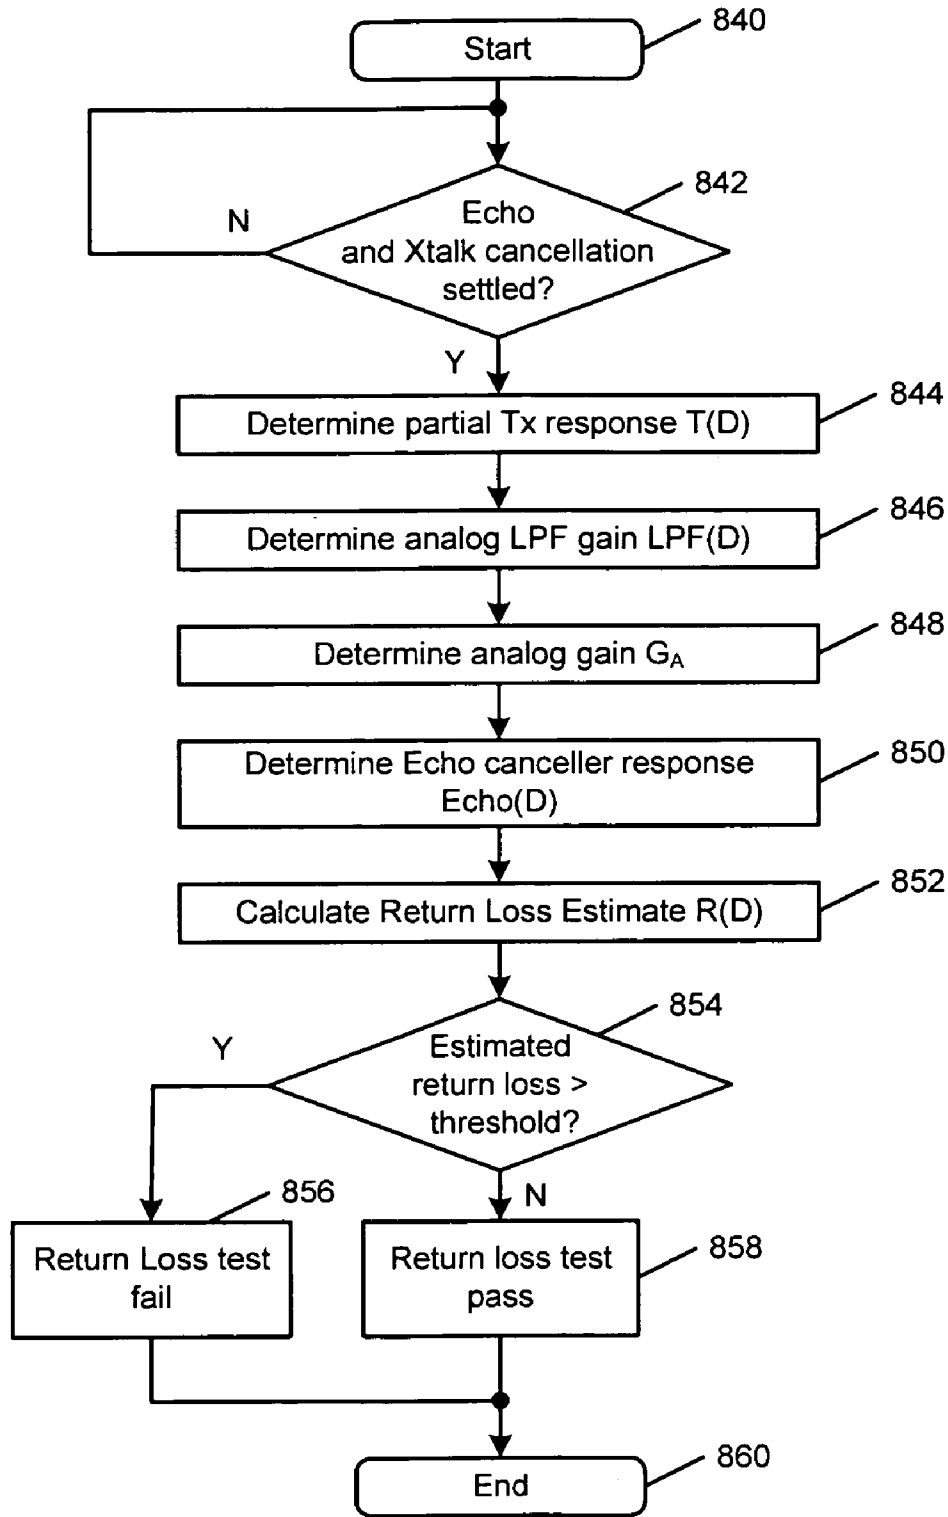 Start
840
Echo
and Xtalk cancellation
settled?
842
N
Y
Determine partial Tx response T(D)
844
Determine analog LPF gain LPF(D)
846
Determine analog gain G_A
848
Determine Echo canceller response
Echo(D)
850
Calculate Return Loss Estimate R(D)
852
Estimated
return loss >
threshold?
854
Y
N
Return Loss test
fail
856
Return loss test
pass
858
End
860